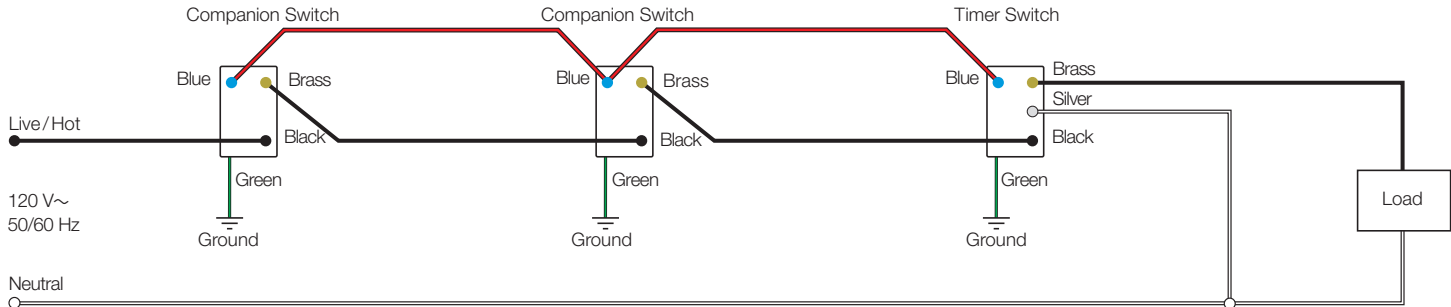 Companion Switch
Companion Switch
Timer Switch
Blue
Brass
Blue
Brass
Blue
Brass
Silver
Live/Hot
Black
Black
Black
Green
Green
Green
120 V~
50/60 Hz
Load
Ground
Ground
Ground
Neutral